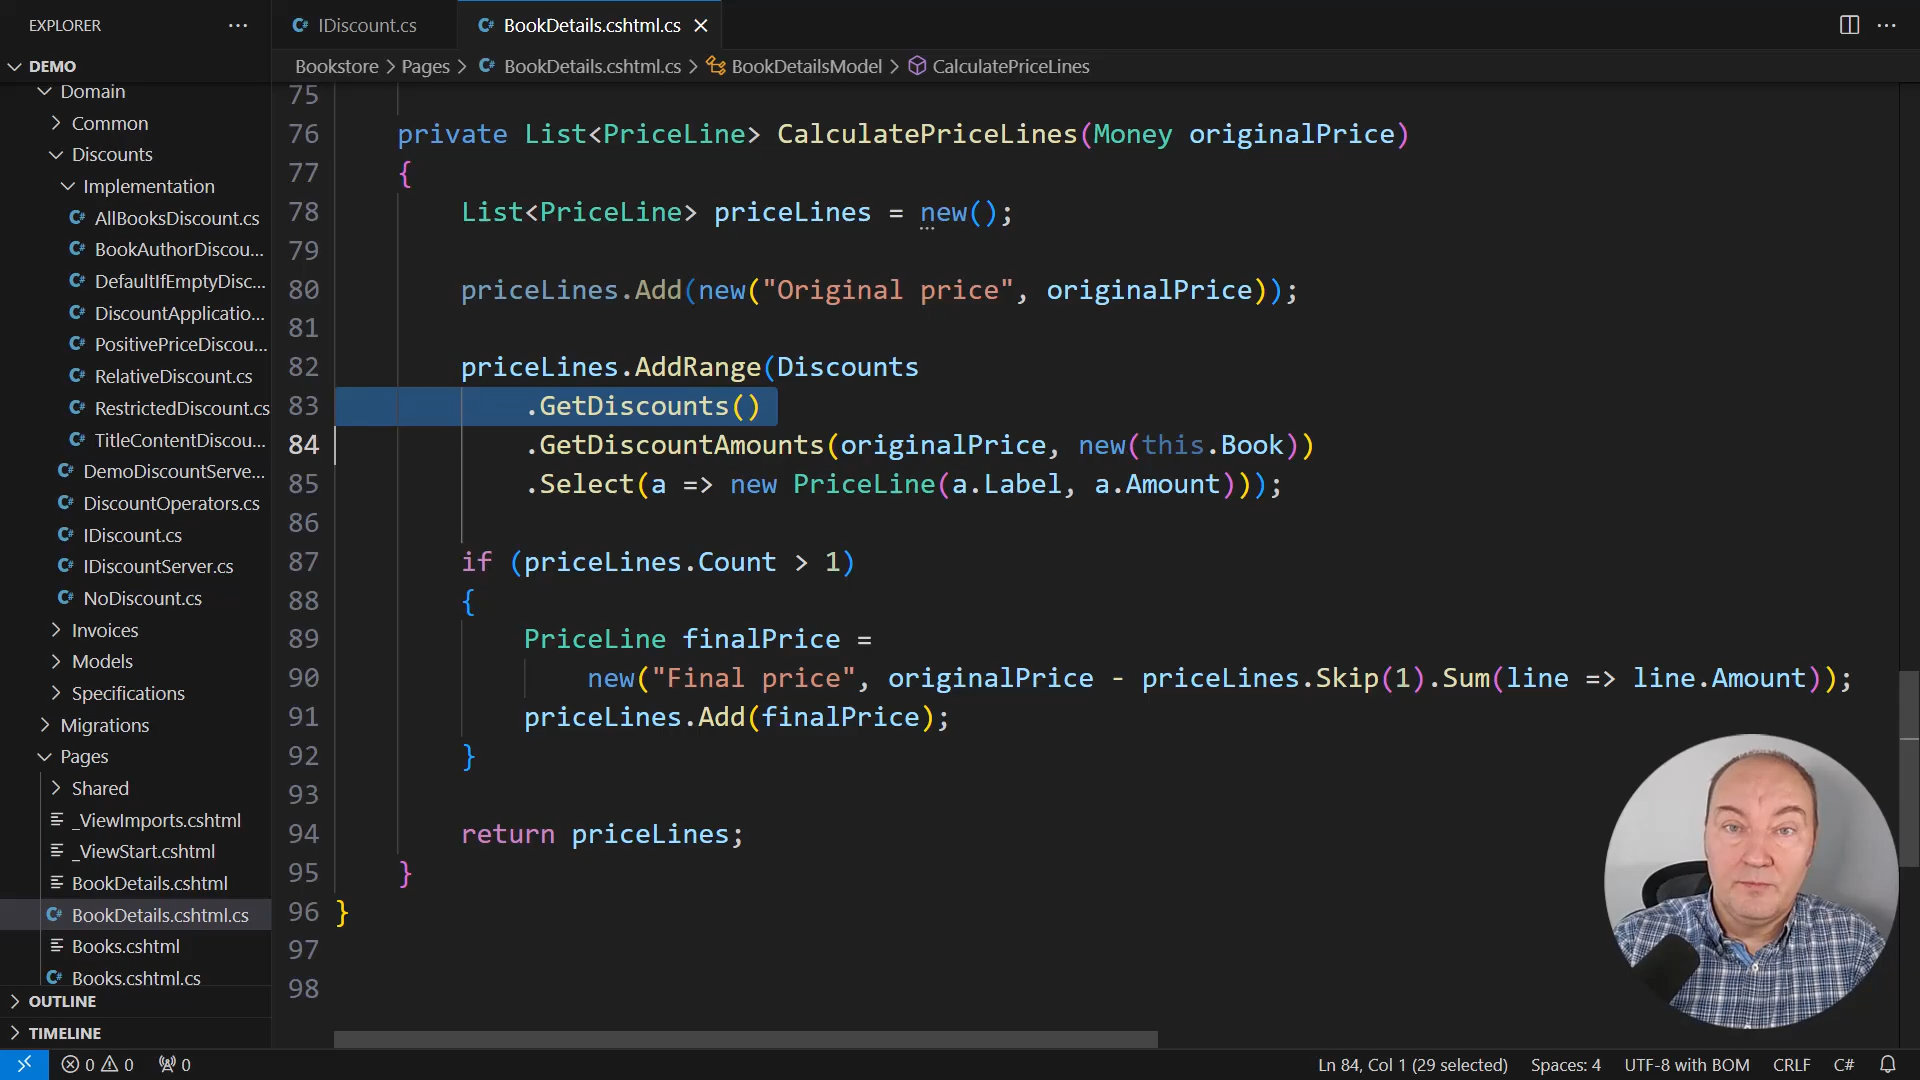 EXPLORER
IDiscount.cs
BookDetails.cshtml.cs
DEMO
Bookstore > Pages > BookDetails.cshtml.cs > BookDetailsModel > CalculatePriceLines
Domain
Common
Discounts
Implementation
AllBooksDiscount.cs
BookAuthorDiscou...
DefaultIfEmptyDisc...
DiscountApplicatio...
PositivePriceDiscou...
RelativeDiscount.cs
RestrictedDiscount.cs
TitleContentDiscou...
DemoDiscountServe...
DiscountOperators.cs
IDiscount.cs
IDiscountServer.cs
NoDiscount.cs
Invoices
Models
Specifications
Migrations
Pages
Shared
_ViewImports.cshtml
_ViewStart.cshtml
BookDetails.cshtml
BookDetails.cshtml.cs
Books.cshtml
Books.cshtml.cs
OUTLINE
TIMELINE
75
76 private List<PriceLine> CalculatePriceLines(Money originalPrice)
77 {
78 List<PriceLine> priceLines = new();
79
80 priceLines.Add(new("Original price", originalPrice));
81
82 priceLines.AddRange(Discounts
83 .GetDiscounts()
84 .GetDiscountAmounts(originalPrice, new(this.Book))
85 .Select(a => new PriceLine(a.Label, a.Amount)));
86
87 if (priceLines.Count > 1)
88 {
89 PriceLine finalPrice =
90 new("Final price", originalPrice - priceLines.Skip(1).Sum(line => line.Amount));
91 priceLines.Add(finalPrice);
92 }
93
94 return priceLines;
95 }
96 }
97
98
0 0 0 Ln 84, Col 1 (29 selected) Spaces: 4 UTF-8 with BOM CRLF C#